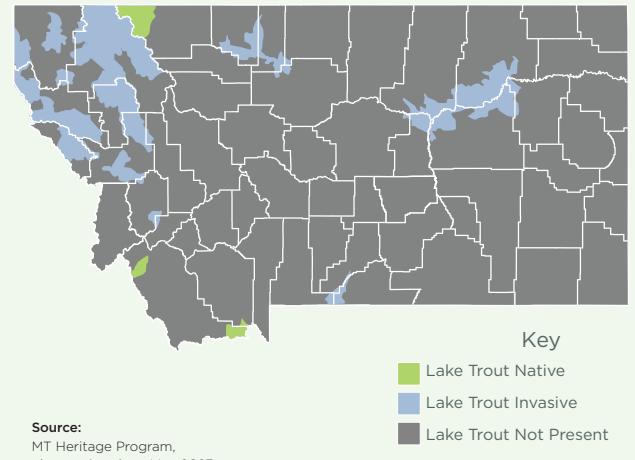 Key
Lake Trout Native
Lake Trout Invasive
Lake Trout Not Present
Source:
MT Heritage Program,